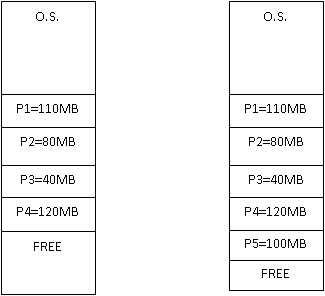 O.S.
P1=110MB
P2=80MB
P3=40MB
P4=120MB
FREE
O.S.
P1=110MB
P2=80MB
P3=40MB
P4=120MB
P5=100MB
FREE